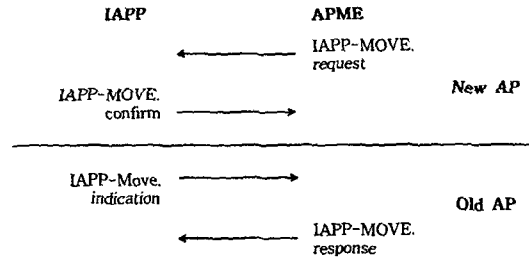 IAPP APME
IAPP-MOVE.
request
New AP
IAPP-MOVE.
confirm
IAPP-Move.
indication
Old AP
IAPP-MOVE.
response